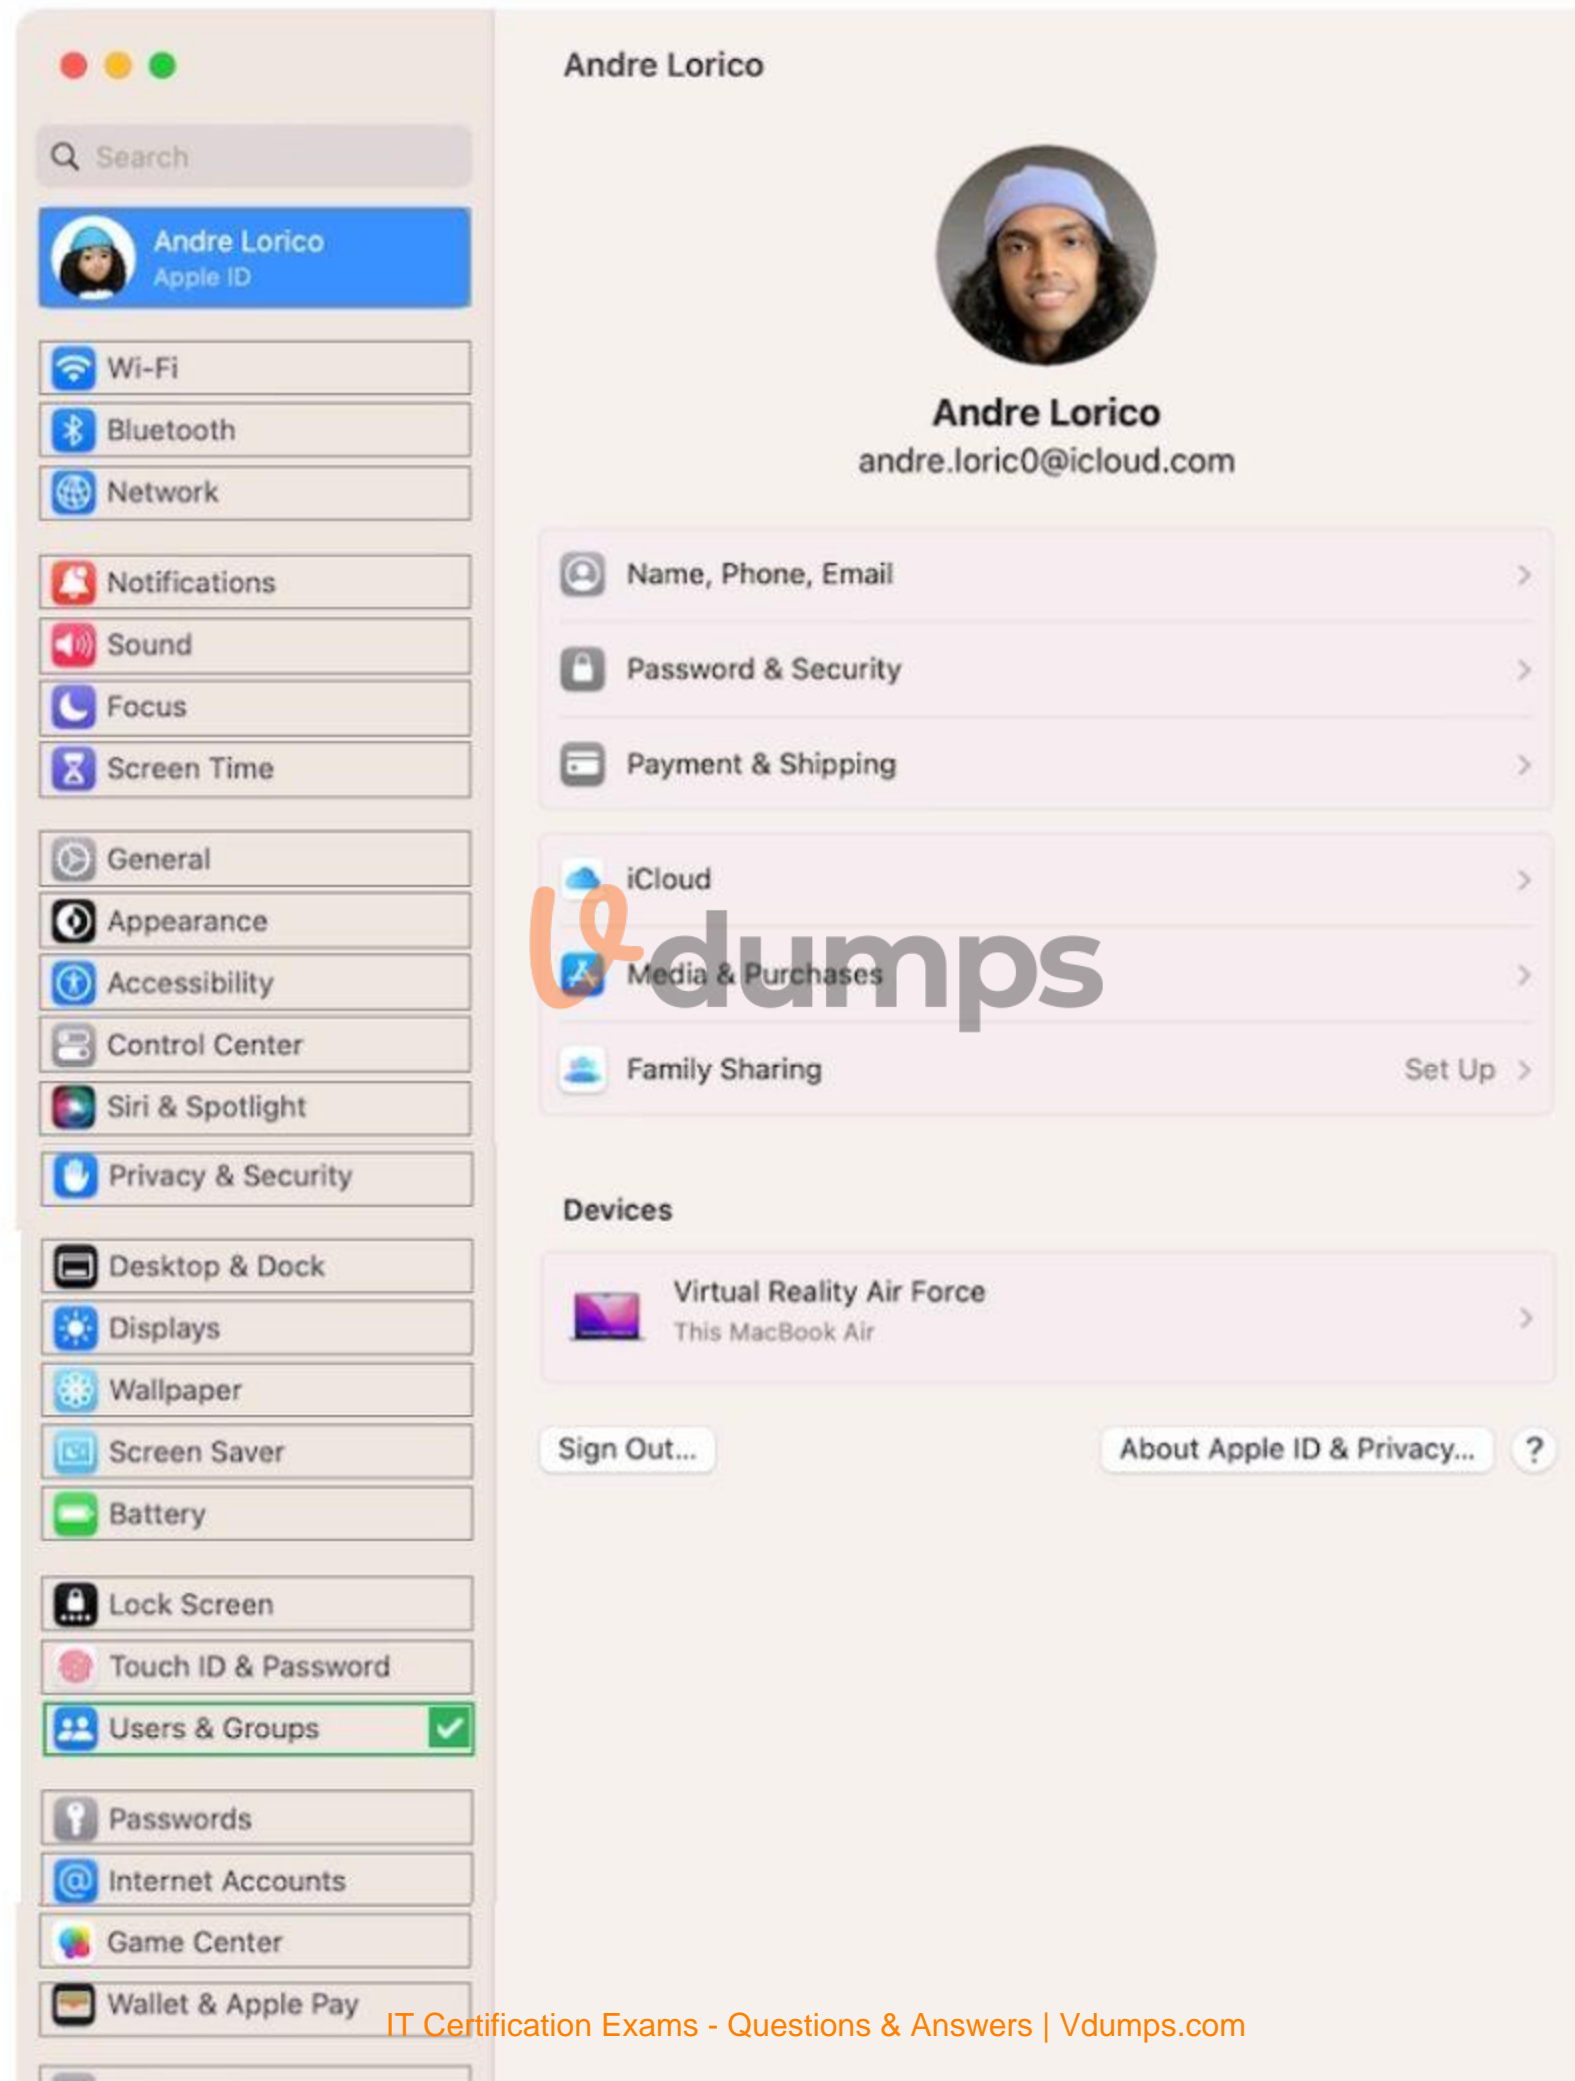 Andre Lorico
Search
Andre Lorico
Apple ID
Wi-Fi
Bluetooth
Network
Notifications
Sound
Focus
Screen Time
General
Appearance
Accessibility
Control Center
Siri & Spotlight
Privacy & Security
Desktop & Dock
Displays
Wallpaper
Screen Saver
Battery
Lock Screen
Touch ID & Password
Users & Groups
Passwords
Internet Accounts
Game Center
Wallet & Apple Pay
Andre Lorico
andre.loric0@icloud.com
Name, Phone, Email
Password & Security
Payment & Shipping
iCloud
Media & Purchases
Vdumps
Family Sharing Set Up
Devices
Virtual Reality Air Force
This MacBook Air
Sign Out... About Apple ID & Privacy... ?
IT Certification Exams - Questions & Answers | Vdumps.com